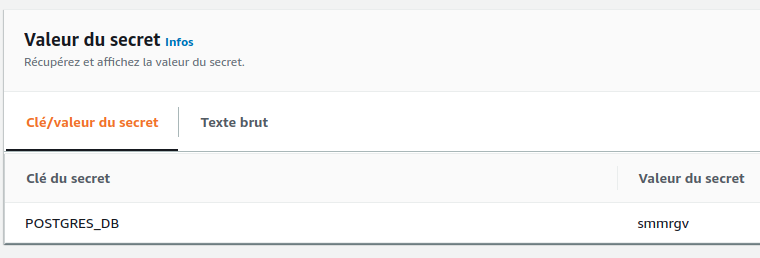 Valeur du secret Infos
Récupérez et affichez la valeur du secret.
Clé/valeur du secret Texte brut
Clé du secret Valeur du secret
POSTGRES_DB smmrgv